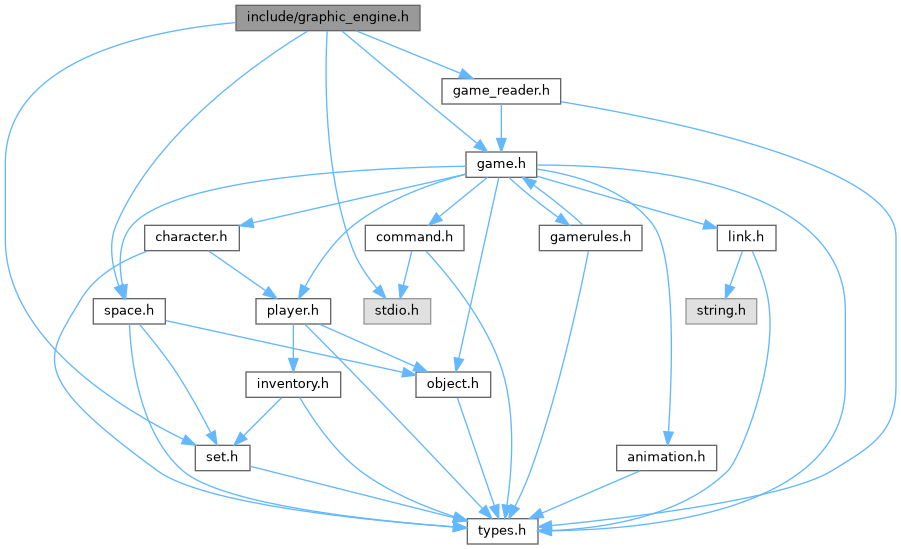 include/graphic_engine.h
game_reader.h
game.h
character.h
command.h
gamerules.h
link.h
space.h
player.h
stdio.h
string.h
inventory.h
object.h
set.h
animation.h
types.h